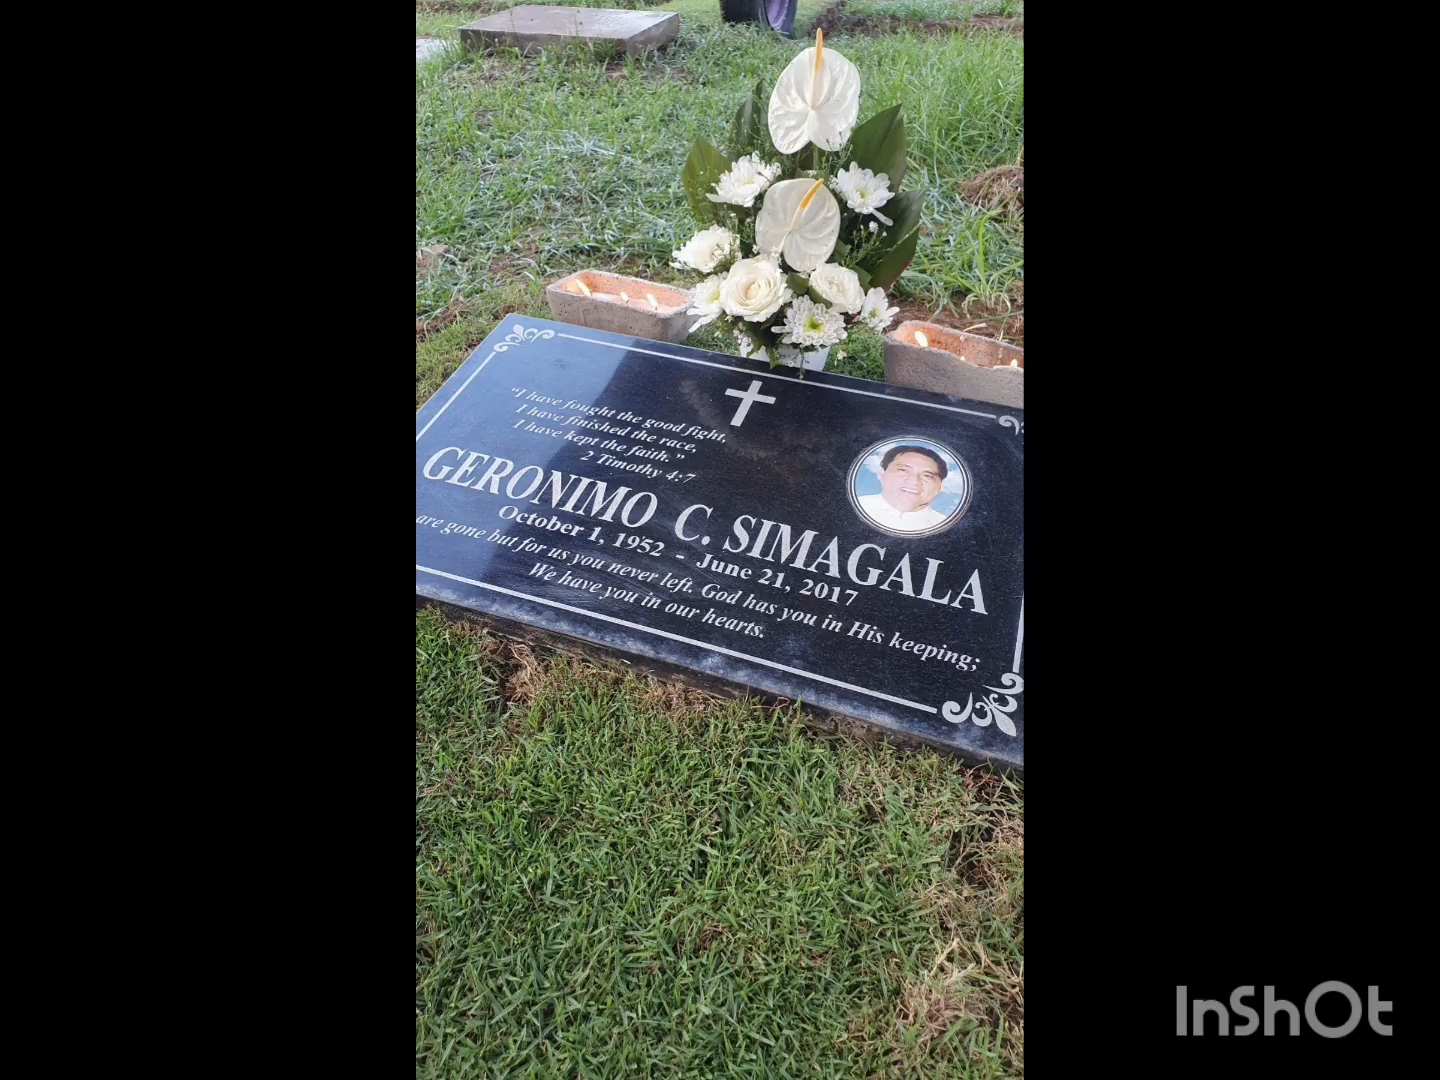 “I have fought the good fight,
I have finished the race,
I have kept the faith.”
2 Timothy 4:7
GERONIMO C. SIMAGALA
October 1, 1952 - June 21, 2017
are gone but for us you never left. God has you in His keeping;
We have you in our hearts.
InShOt